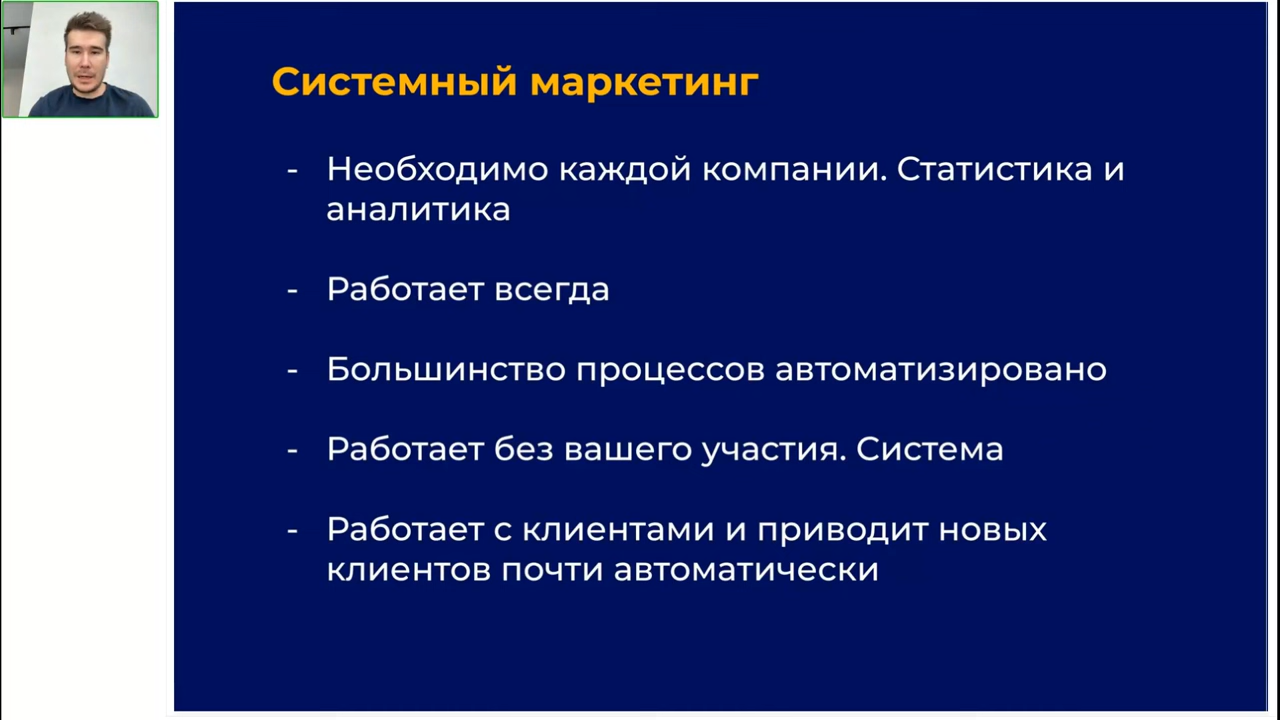 Системный маркетинг
- Необходимо каждой компании. Статистика и
аналитика
- Работает всегда
- Большинство процессов автоматизировано
- Работает без вашего участия. Система
- Работает с клиентами и приводит новых
клиентов почти автоматически